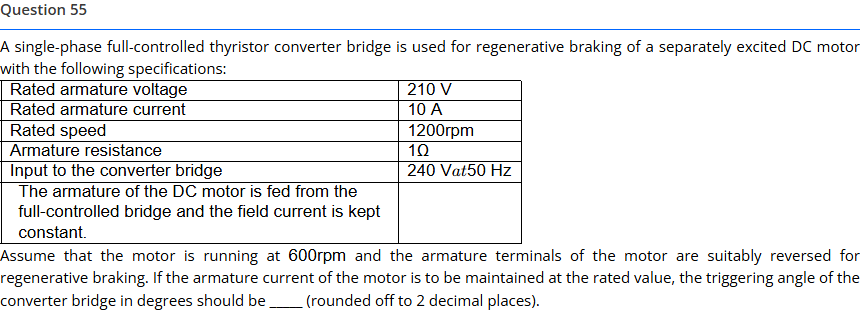 Question 55
A single-phase full-controlled thyristor converter bridge is used for regenerative braking of a separately excited DC motor
with the following specifications:
Rated armature voltage 210 V
Rated armature current 10 A
Rated speed 1200rpm
Armature resistance 1Ω
Input to the converter bridge 240 Vat50 Hz
The armature of the DC motor is fed from the
full-controlled bridge and the field current is kept
constant.
Assume that the motor is running at 600rpm and the armature terminals of the motor are suitably reversed for
regenerative braking. If the armature current of the motor is to be maintained at the rated value, the triggering angle of the
converter bridge in degrees should be ____ (rounded off to 2 decimal places).